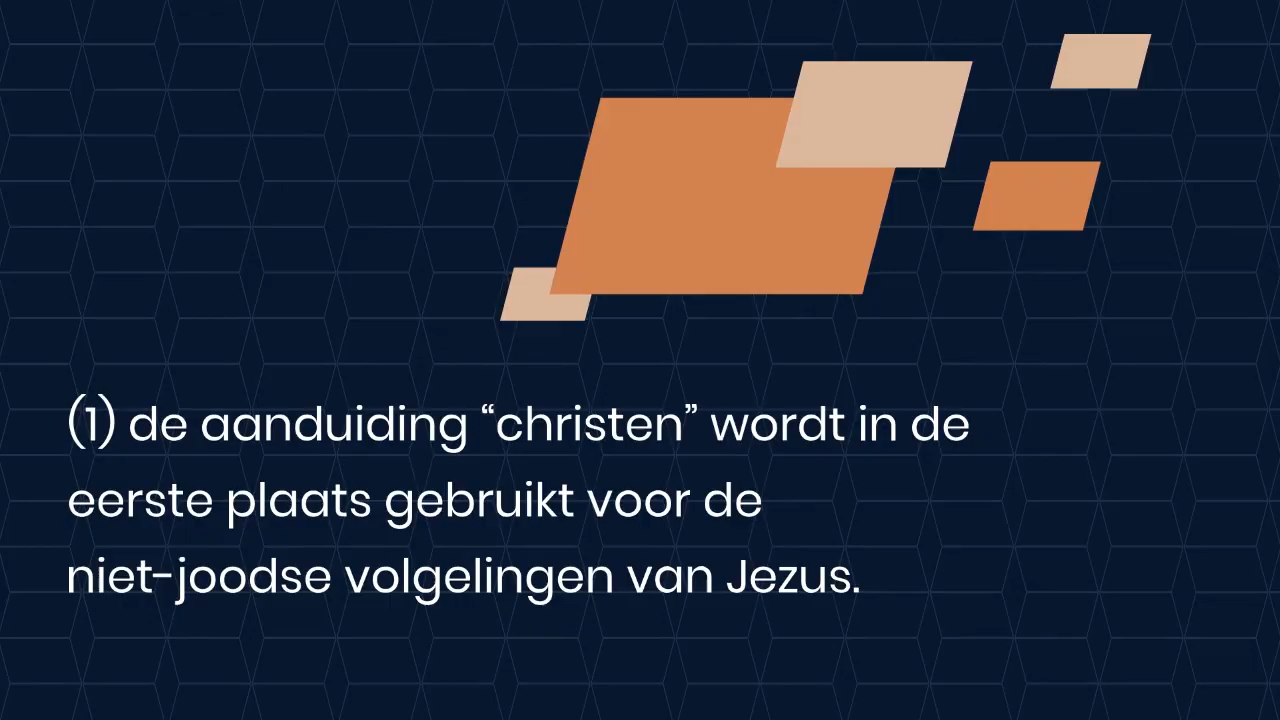 (1) de aanduiding “christen” wordt in de
eerste plaats gebruikt voor de
niet-joodse volgelingen van Jezus.